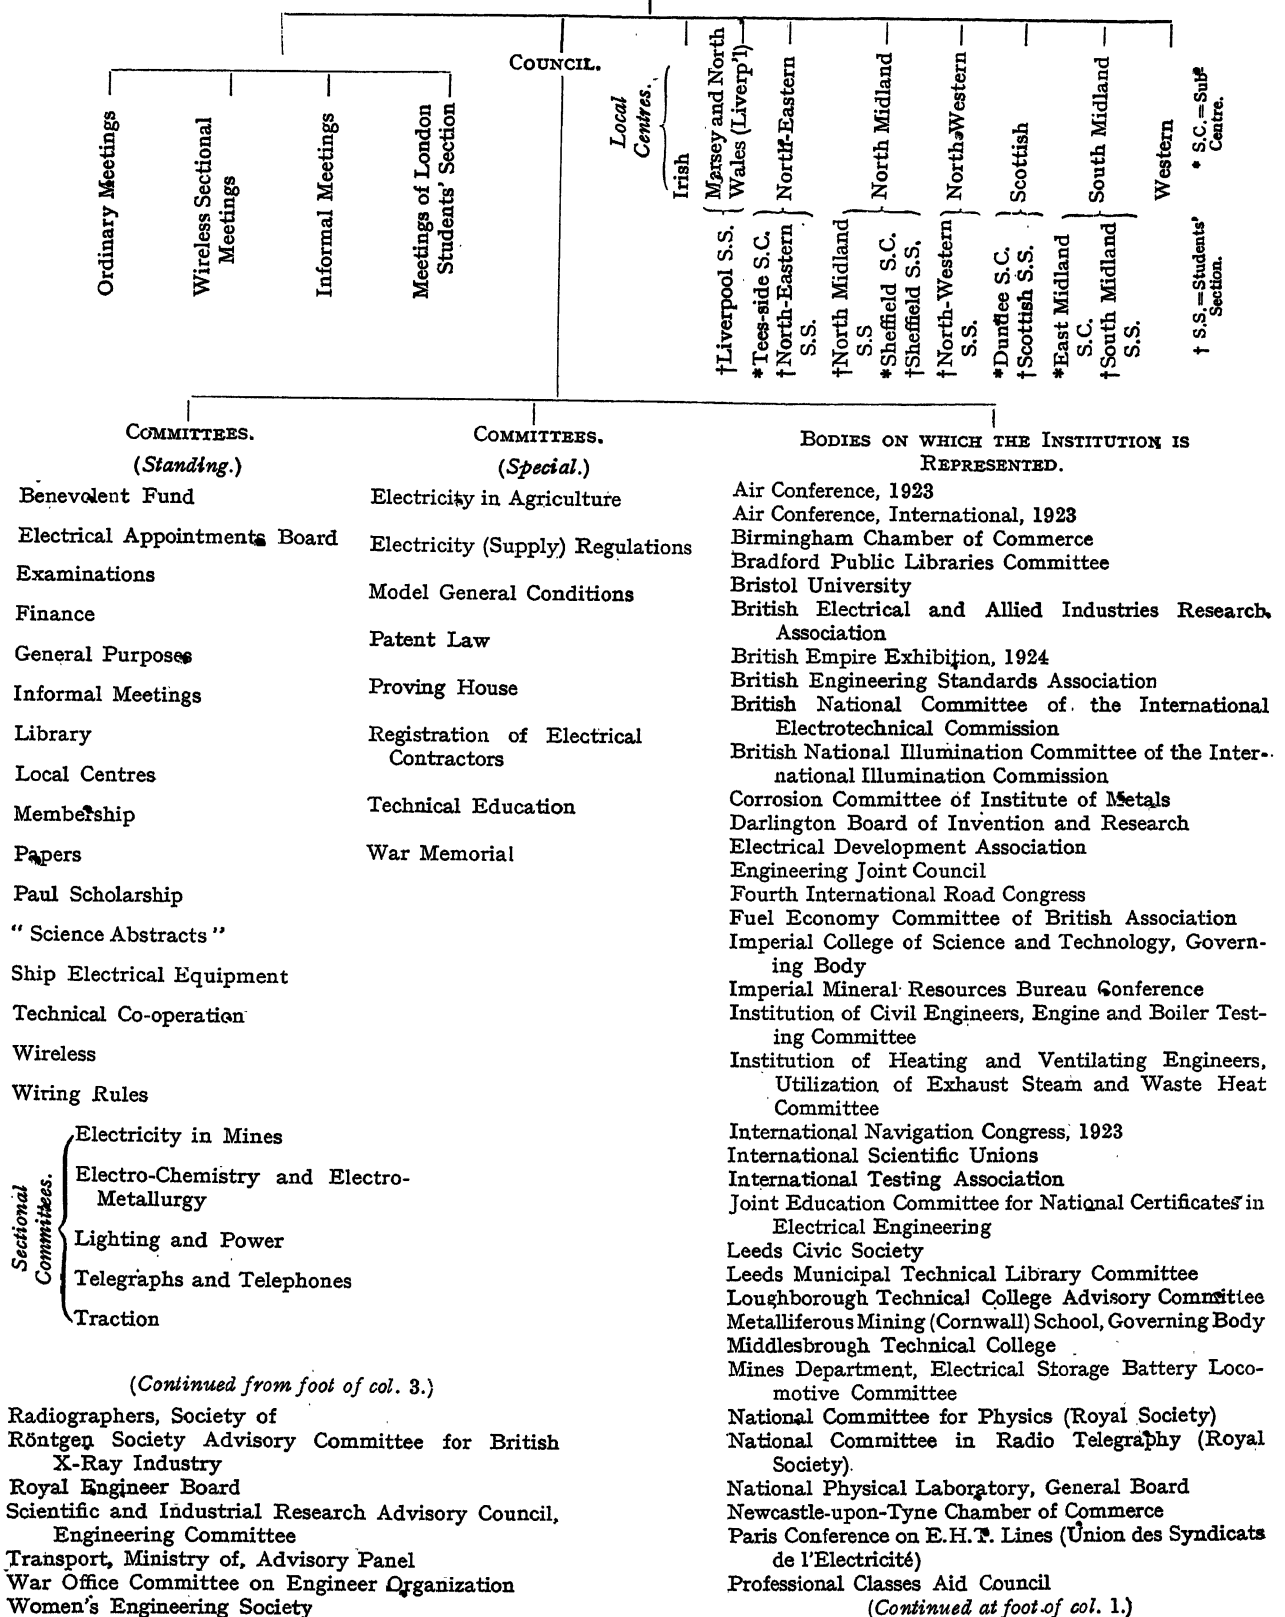 COUNCIL.
Ordinary Meetings
Wireless Sectional
Meetings
Informal Meetings
Meetings of London
Students' Section
Local
Centres.
Irish
Mersey and North
Wales (Liverp'l)
North-Eastern
North Midland
North-Western
Scottish
South Midland
Western
* S.C.=Sub-
Centre.
†Liverpool S.S.
*Tees-side S.C.
†North-Eastern
S.S.
†North Midland
S.S
*Sheffield S.C.
†Sheffield S.S.
†North-Western
S.S.
*Dundee S.C.
†Scottish S.S.
*East Midland
S.C.
†South Midland
S.S.
† S.S.=Students'
Section.
COMMITTEES.
(Standing.)
Benevolent Fund
Electrical Appointments Board
Examinations
Finance
General Purposes
Informal Meetings
Library
Local Centres
Membership
Papers
Paul Scholarship
" Science Abstracts "
Ship Electrical Equipment
Technical Co-operation
Wireless
Wiring Rules
Sectional
Committees.
Electricity in Mines
Electro-Chemistry and Electro-
Metallurgy
Lighting and Power
Telegraphs and Telephones
Traction
COMMITTEES.
(Special.)
Electricity in Agriculture
Electricity (Supply) Regulations
Model General Conditions
Patent Law
Proving House
Registration of Electrical
Contractors
Technical Education
War Memorial
BODIES ON WHICH THE INSTITUTION IS
REPRESENTED.
Air Conference, 1923
Air Conference, International, 1923
Birmingham Chamber of Commerce
Bradford Public Libraries Committee
Bristol University
British Electrical and Allied Industries Research
Association
British Empire Exhibition, 1924
British Engineering Standards Association
British National Committee of the International
Electrotechnical Commission
British National Illumination Committee of the Inter-
national Illumination Commission
Corrosion Committee of Institute of Metals
Darlington Board of Invention and Research
Electrical Development Association
Engineering Joint Council
Fourth International Road Congress
Fuel Economy Committee of British Association
Imperial College of Science and Technology, Govern-
ing Body
Imperial Mineral Resources Bureau Conference
Institution of Civil Engineers, Engine and Boiler Test-
ing Committee
Institution of Heating and Ventilating Engineers,
Utilization of Exhaust Steam and Waste Heat
Committee
International Navigation Congress, 1923
International Scientific Unions
International Testing Association
Joint Education Committee for National Certificates in
Electrical Engineering
Leeds Civic Society
Leeds Municipal Technical Library Committee
Loughborough Technical College Advisory Committee
Metalliferous Mining (Cornwall) School, Governing Body
Middlesbrough Technical College
Mines Department, Electrical Storage Battery Loco-
motive Committee
National Committee for Physics (Royal Society)
National Committee in Radio Telegraphy (Royal
Society).
National Physical Laboratory, General Board
Newcastle-upon-Tyne Chamber of Commerce
Paris Conference on E.H.T. Lines (Union des Syndicats
de l'Electricité)
Professional Classes Aid Council
(Continued at foot of col. 1.)
(Continued from foot of col. 3.)
Radiographers, Society of
Röntgen Society Advisory Committee for British
X-Ray Industry
Royal Engineer Board
Scientific and Industrial Research Advisory Council,
Engineering Committee
Transport, Ministry of, Advisory Panel
War Office Committee on Engineer Organization
Women's Engineering Society